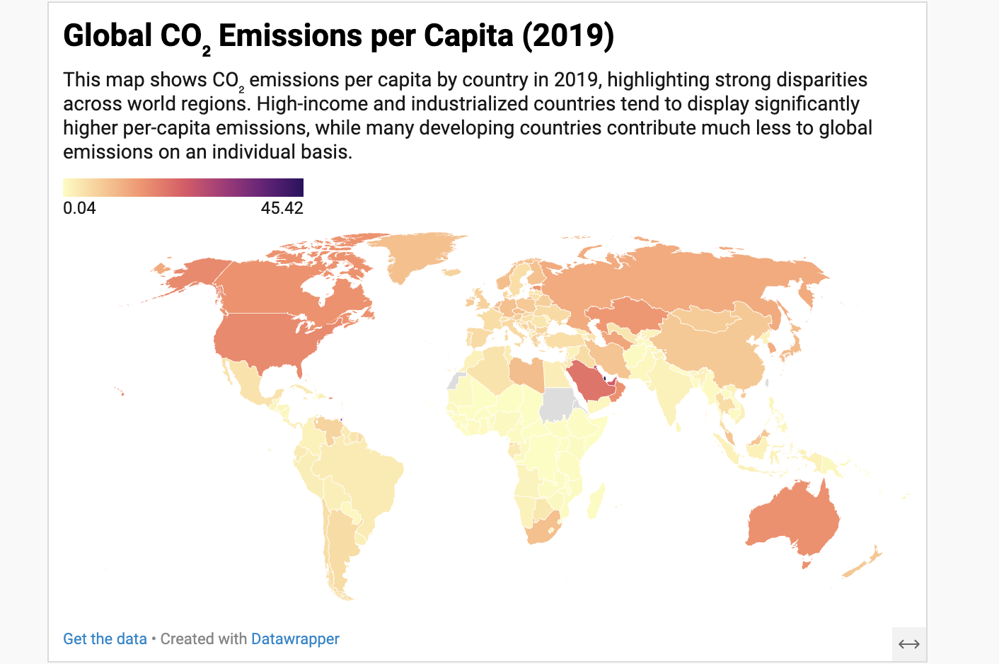 Global CO₂ Emissions per Capita (2019)
This map shows CO₂ emissions per capita by country in 2019, highlighting strong disparities
across world regions. High-income and industrialized countries tend to display significantly
higher per-capita emissions, while many developing countries contribute much less to global
emissions on an individual basis.
0.04 45.42
Get the data • Created with Datawrapper